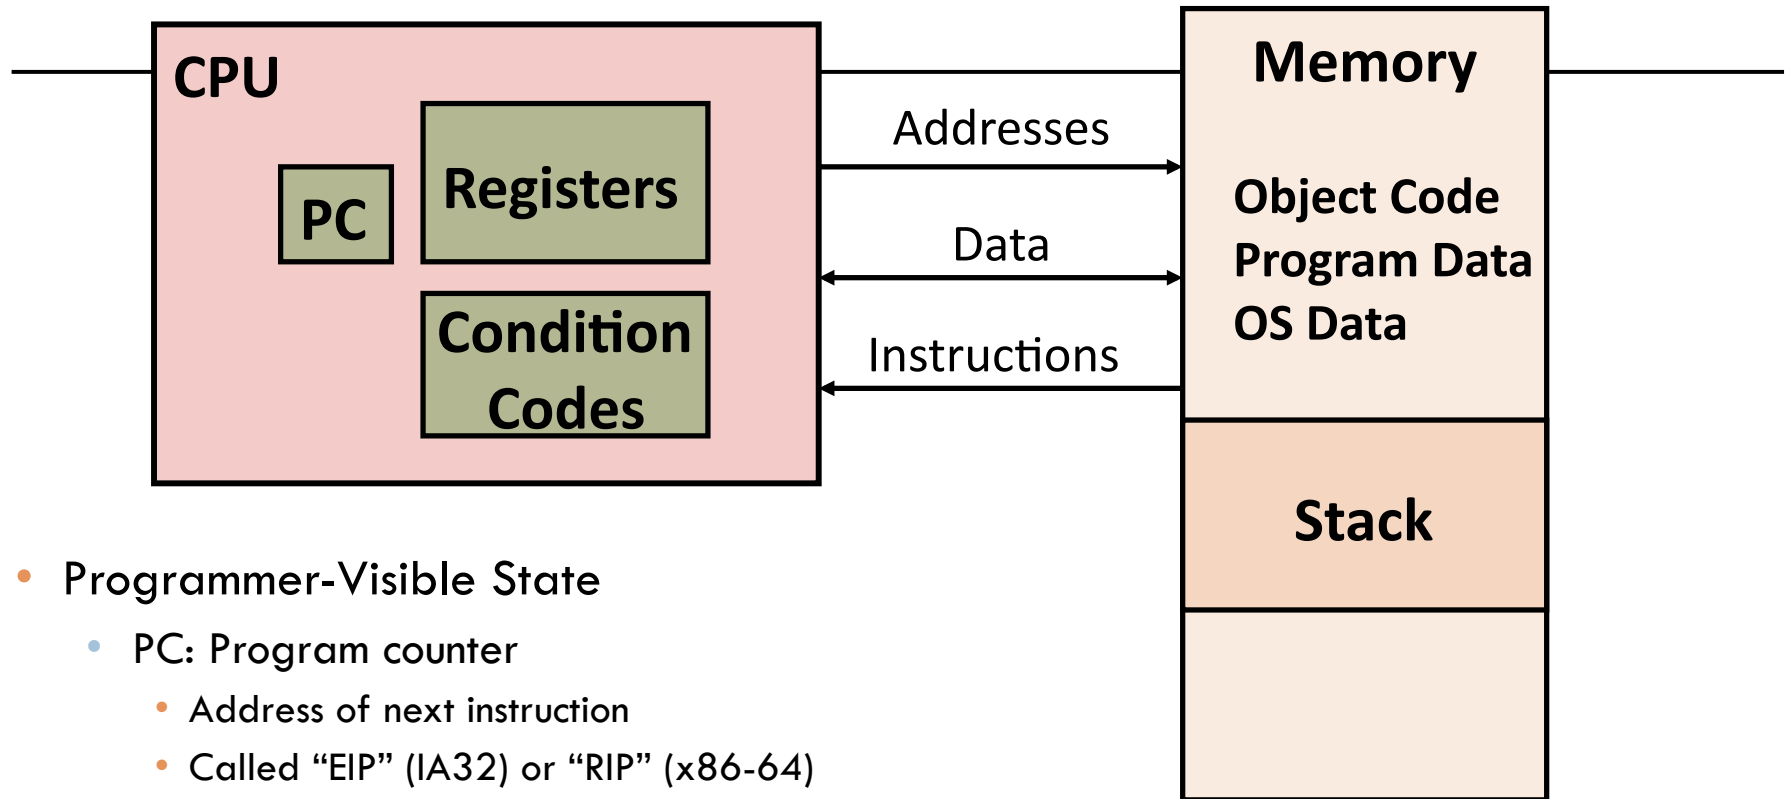 CPU
PC
Registers
Condition
Codes
Addresses
Data
Instructions
Memory
Object Code
Program Data
OS Data
Stack
• Programmer-Visible State
• PC: Program counter
• Address of next instruction
• Called “EIP” (IA32) or “RIP” (x86-64)